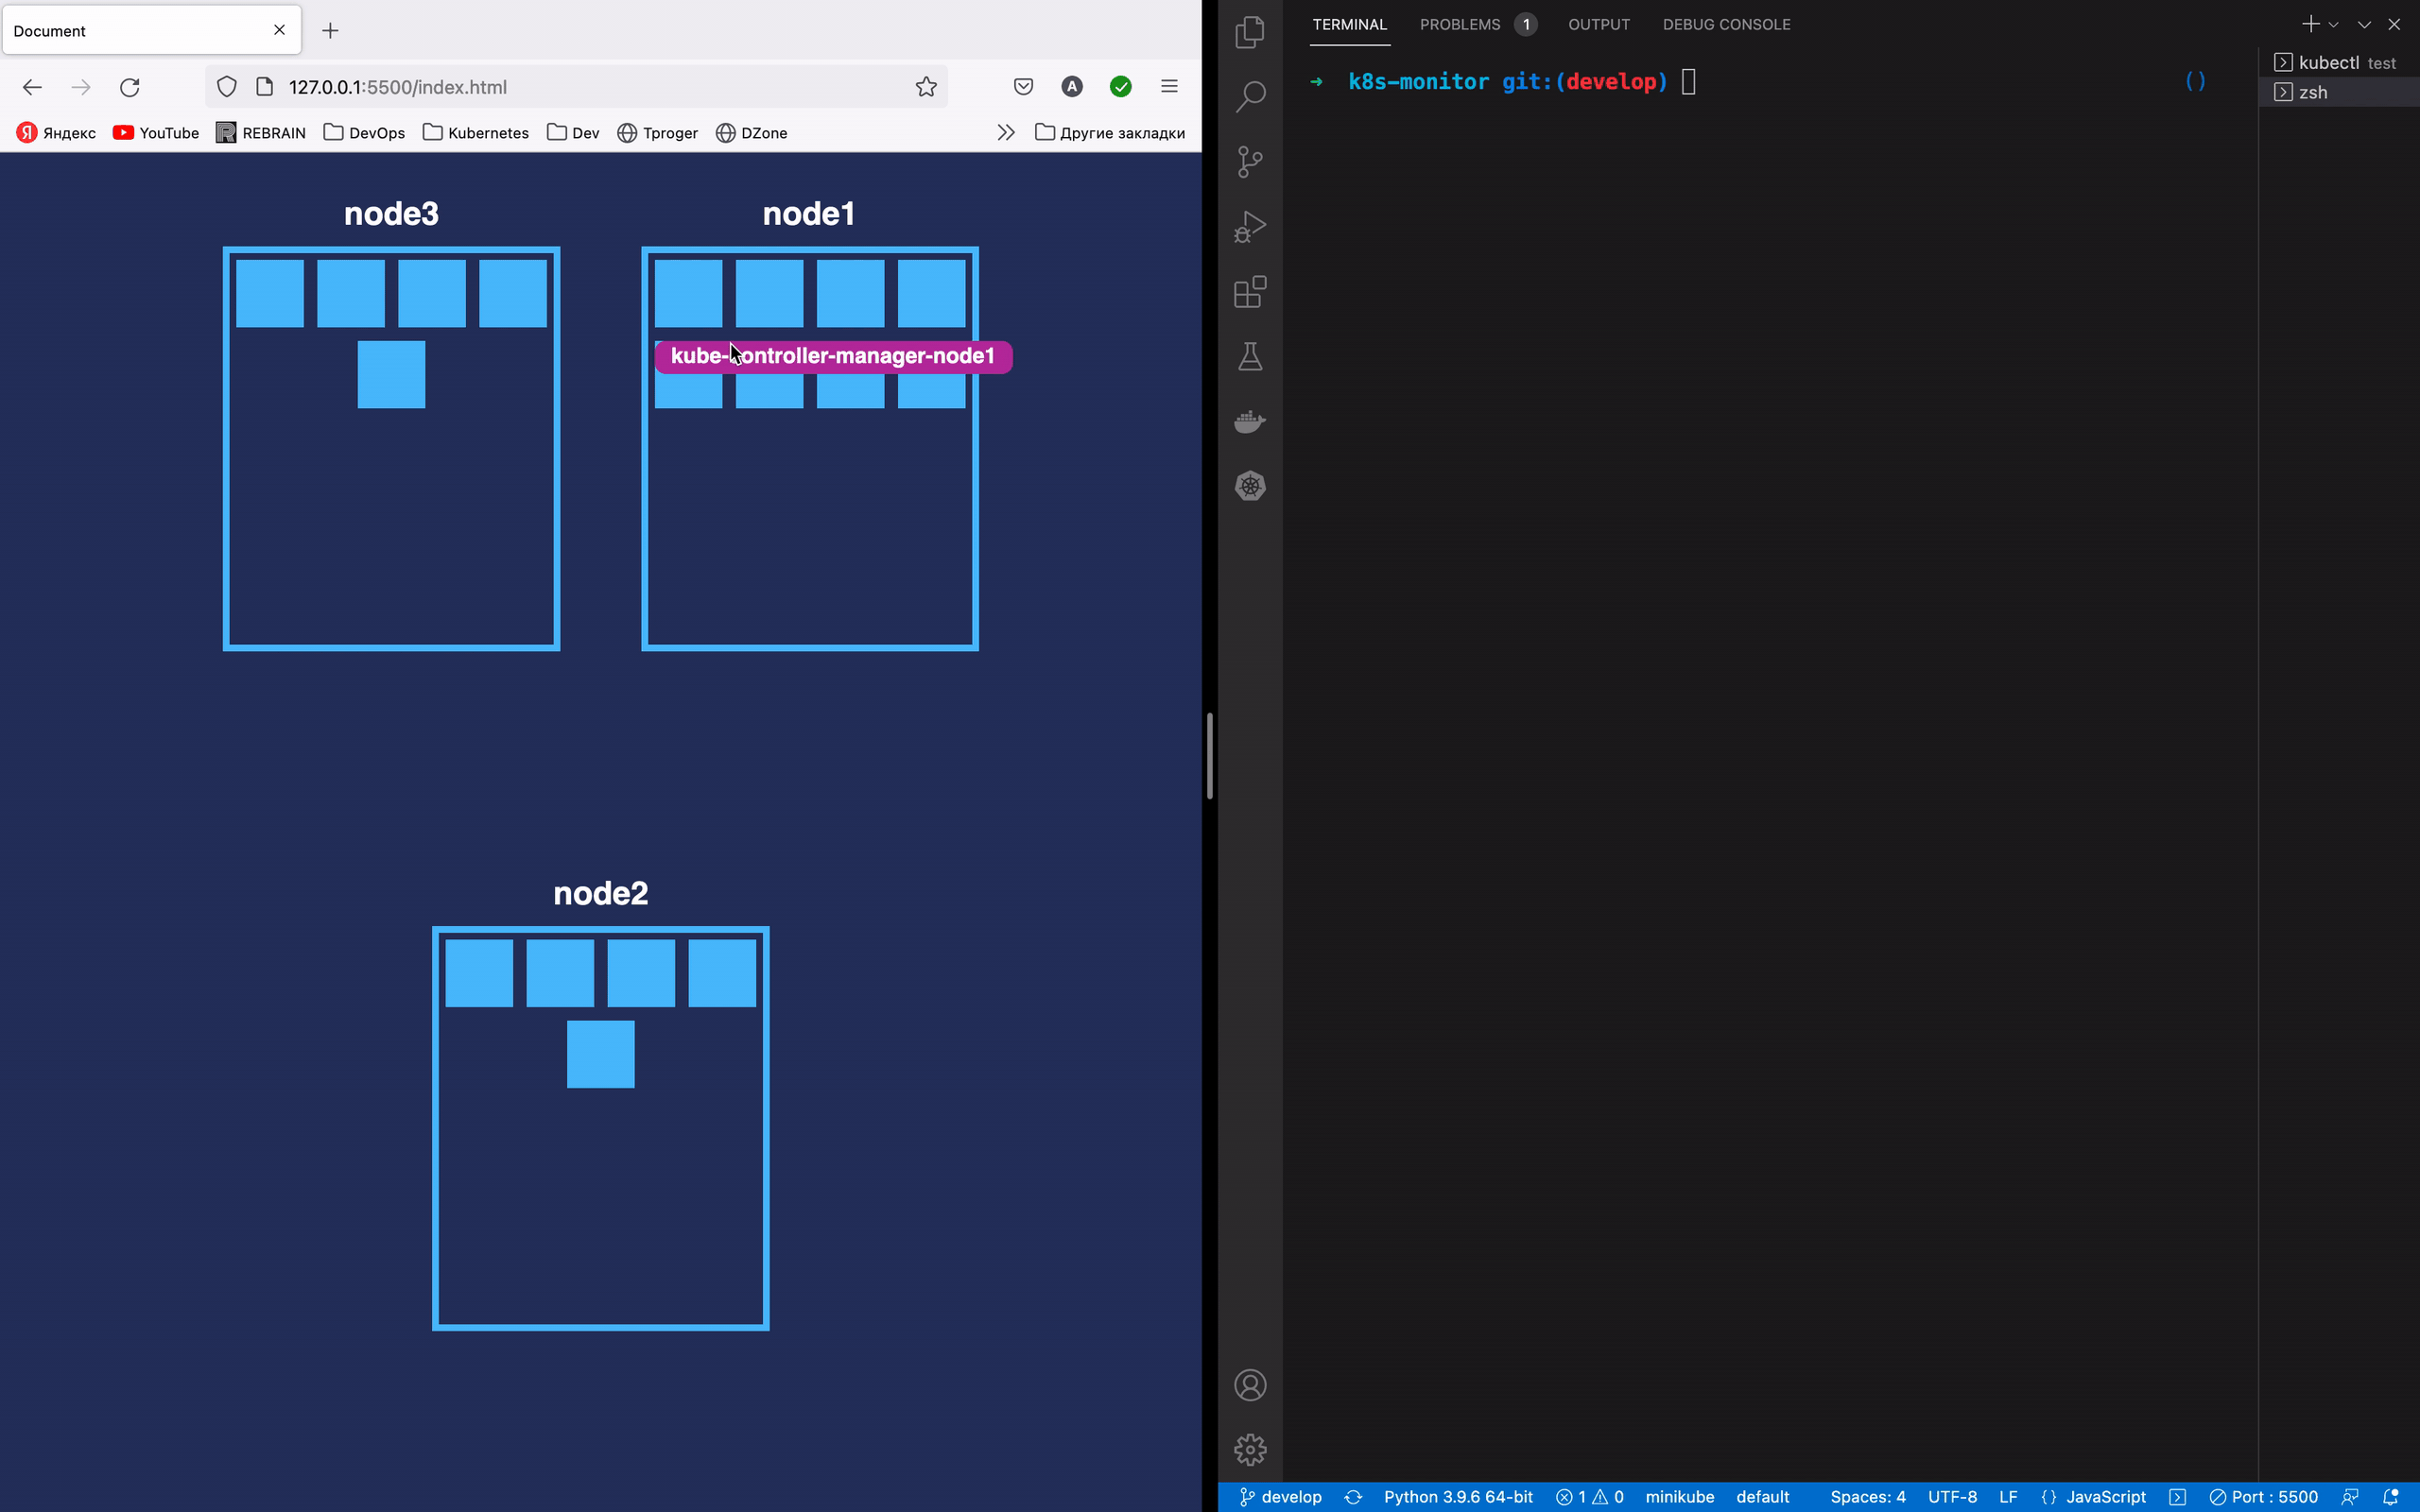 Document
127.0.0.1:5500/index.html
A
Яндекс YouTube REBRAIN DevOps Kubernetes Dev Tproger DZone Другие закладки
node3 node1
kube-controller-manager-node1
node2
TERMINAL PROBLEMS 1 OUTPUT DEBUG CONSOLE
→ k8s-monitor git:(develop) ()
kubectl test
zsh
develop Python 3.9.6 64-bit 1 0 minikube default Spaces: 4 UTF-8 LF {} JavaScript Port : 5500